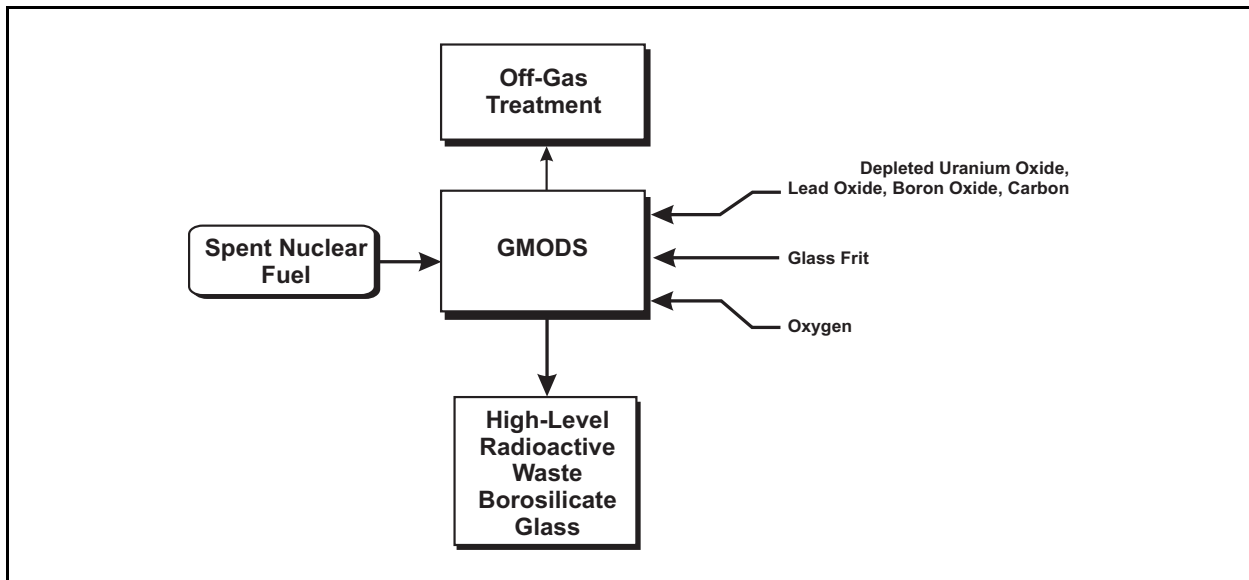 Off-Gas
Treatment
Depleted Uranium Oxide,
Lead Oxide, Boron Oxide, Carbon
Spent Nuclear
Fuel
GMODS
Glass Frit
Oxygen
High-Level
Radioactive
Waste
Borosilicate
Glass